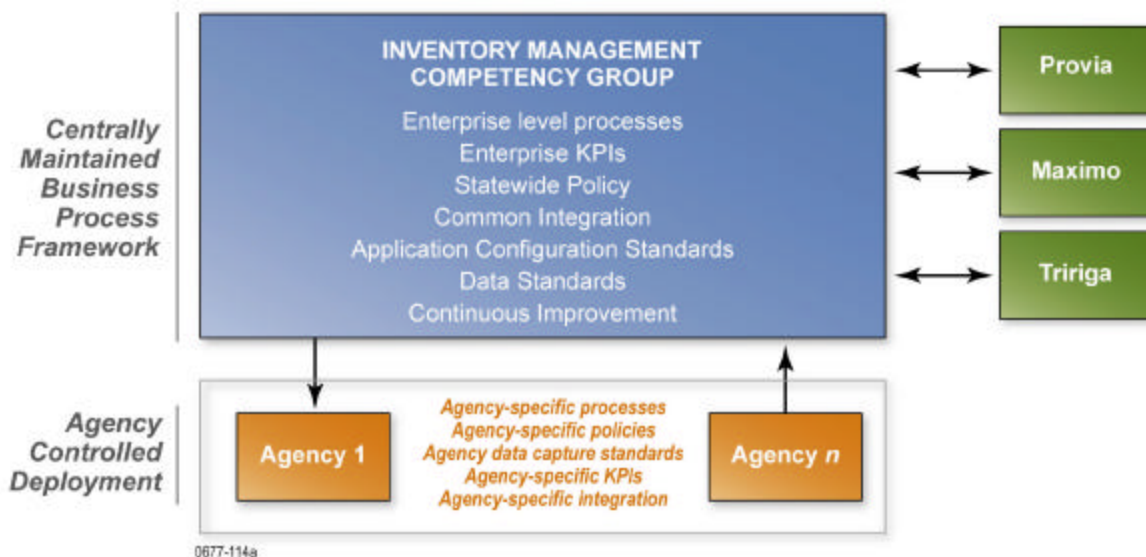 INVENTORY MANAGEMENT
COMPETENCY GROUP
Enterprise level processes
Enterprise KPIs
Statewide Policy
Common Integration
Application Configuration Standards
Data Standards
Continuous Improvement
Centrally
Maintained
Business
Process
Framework
Provia
Maximo
Tririga
Agency
Controlled
Deployment
Agency 1
Agency-specific processes
Agency-specific policies
Agency data capture standards
Agency-specific KPIs
Agency-specific integration
Agency n
0677-114a